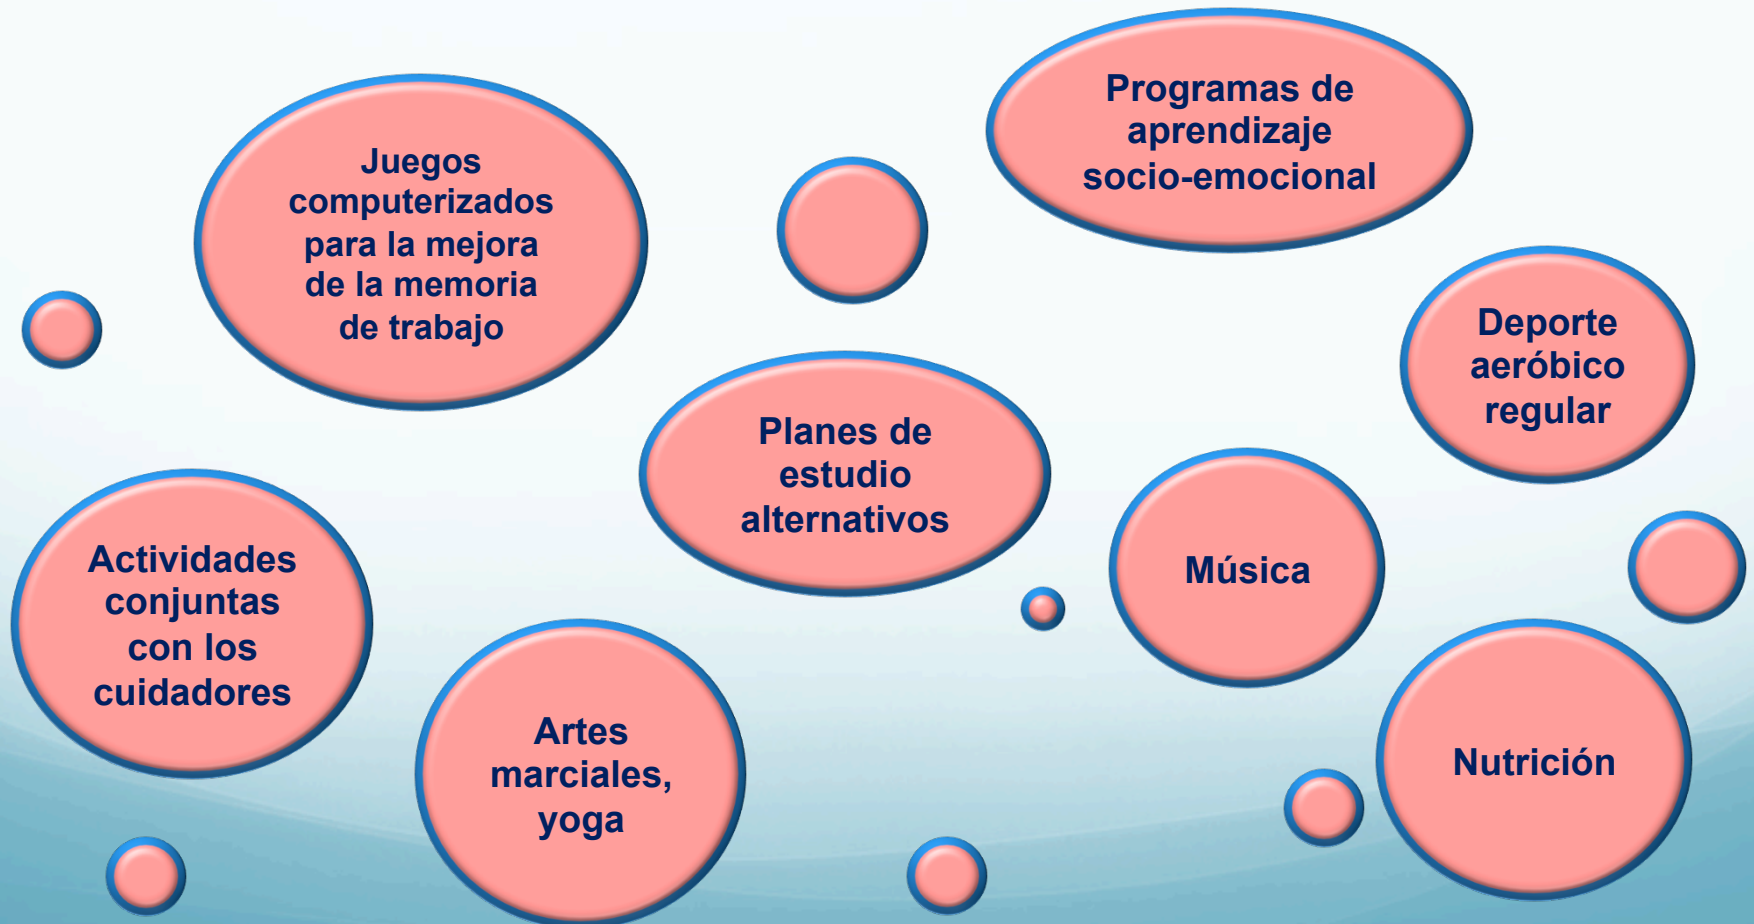 Juegos
computerizados
para la mejora
de la memoria
de trabajo
Programas de
aprendizaje
socio-emocional
Deporte
aeróbico
regular
Planes de
estudio
alternativos
Música
Actividades
conjuntas
con los
cuidadores
Artes
marciales,
yoga
Nutrición